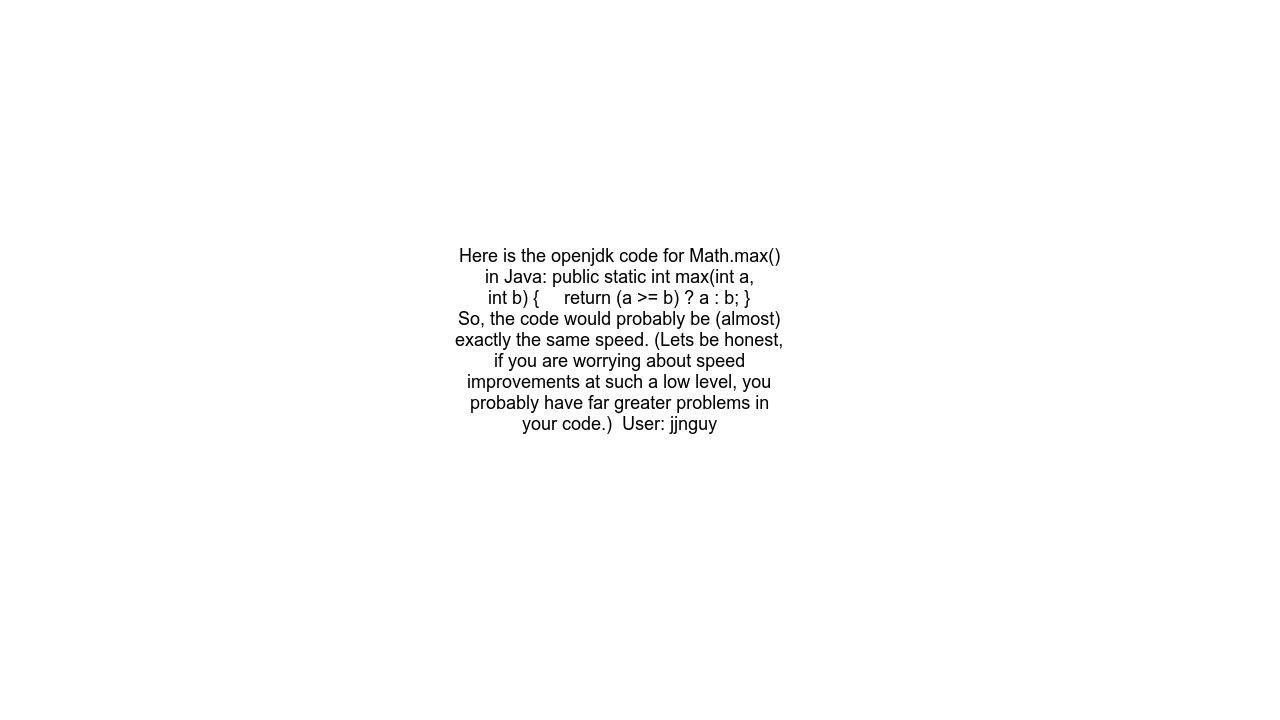 Here is the openjdk code for Math.max()
in Java: public static int max(int a,
int b) {     return (a >= b) ? a : b; }
So, the code would probably be (almost)
exactly the same speed. (Lets be honest,
if you are worrying about speed
improvements at such a low level, you
probably have far greater problems in
your code.)  User: jjnguy